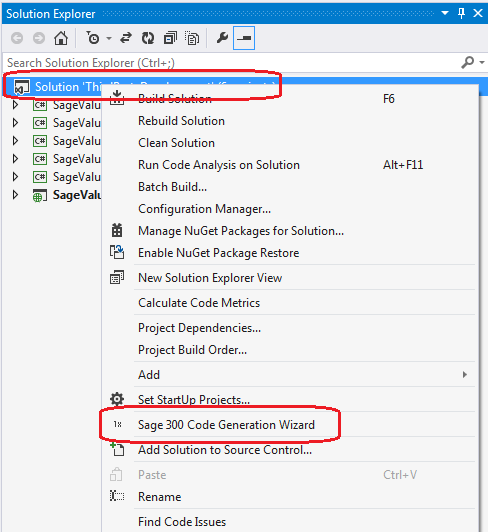 Solution Explorer
Search Solution Explorer (Ctrl+;)
Solution
SageValu
SageValu
SageValu
SageValu
SageValu
SageValu
Build Solution F6
Rebuild Solution
Clean Solution
Run Code Analysis on Solution Alt+F11
Batch Build...
Configuration Manager...
Manage NuGet Packages for Solution...
Enable NuGet Package Restore
New Solution Explorer View
Calculate Code Metrics
Project Dependencies...
Project Build Order...
Add
Set StartUp Projects...
Sage 300 Code Generation Wizard
Add Solution to Source Control...
Paste Ctrl+V
Rename
Find Code Issues